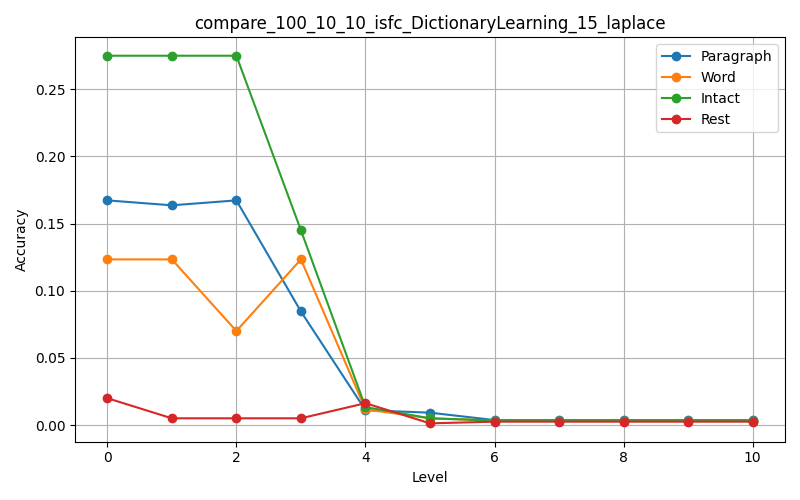 compare_100_10_10_isfc_DictionaryLearning_15_laplace
Paragraph
Word
Intact
Rest
Accuracy
0.25
0.20
0.15
0.10
0.05
0.00
0 2 4 6 8 10
Level